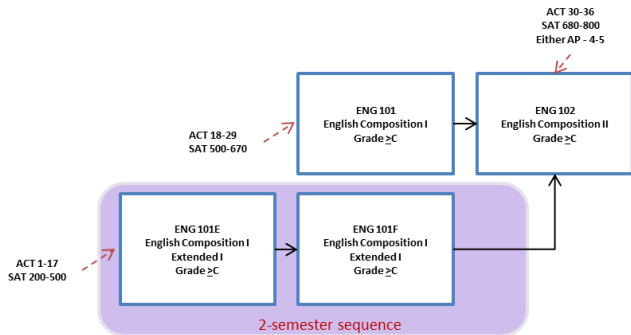 ACT 30-36
SAT 680-800
Either AP - 4-5
ENG 101
English Composition I
Grade ≥C
ENG 102
English Composition II
Grade ≥C
ACT 18-29
SAT 500-670
ENG 101E
English Composition I
Extended I
Grade ≥C
ENG 101F
English Composition I
Extended I
Grade ≥C
ACT 1-17
SAT 200-500
2-semester sequence